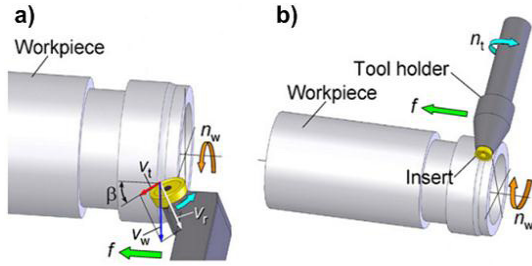 a)
Workpiece
n_w
v_t
β
v_r
v_w
f
b)
n_t
Tool holder
Workpiece
f
Insert
n_w